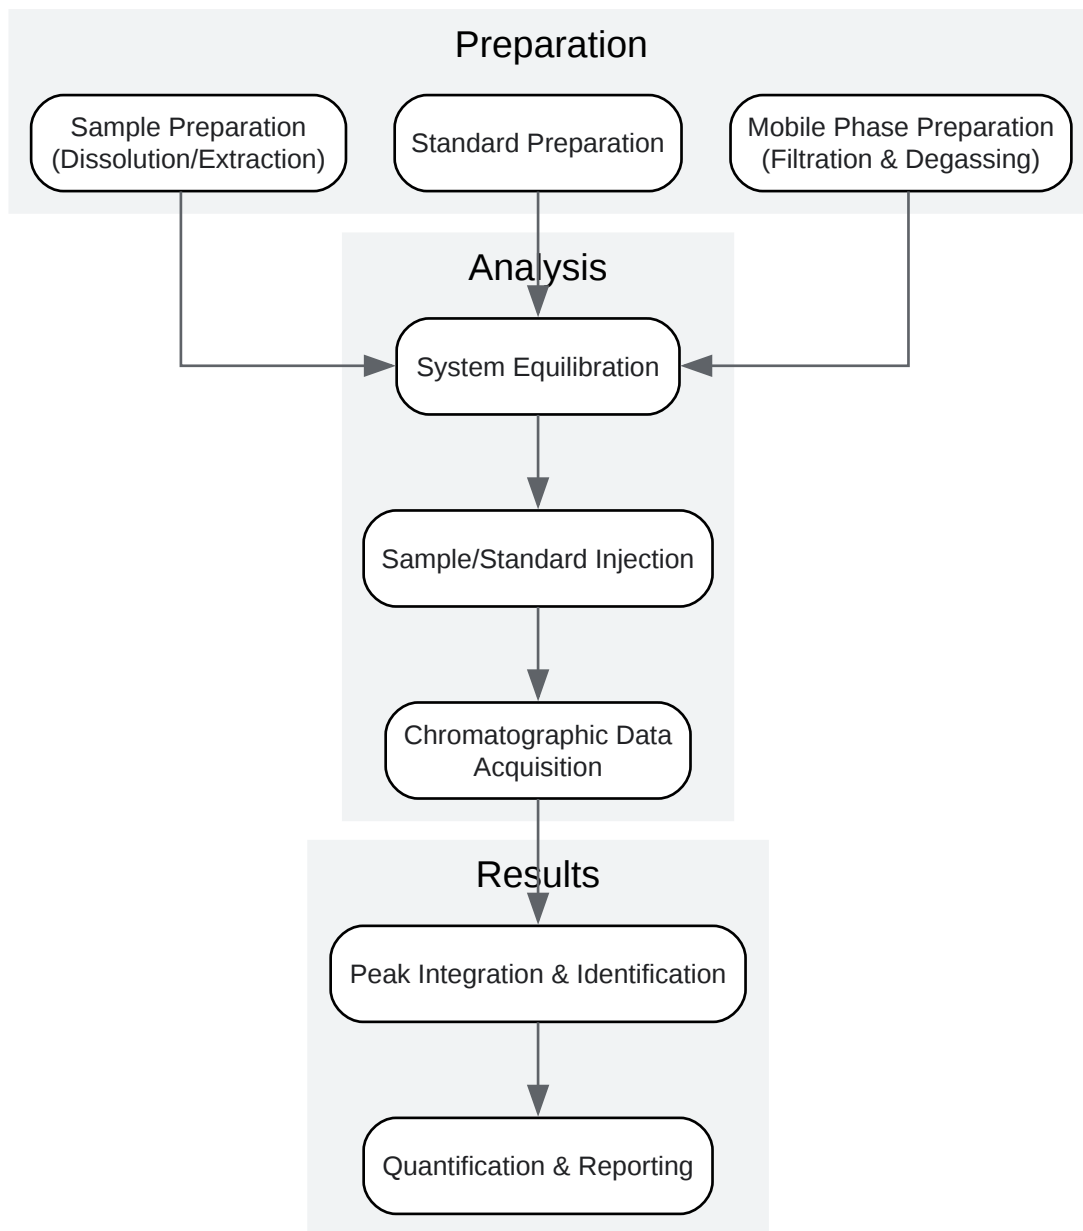 Preparation
Sample Preparation
(Dissolution/Extraction)
Standard Preparation
Mobile Phase Preparation
(Filtration & Degassing)
Analysis
System Equilibration
Sample/Standard Injection
Chromatographic Data
Acquisition
Results
Peak Integration & Identification
Quantification & Reporting